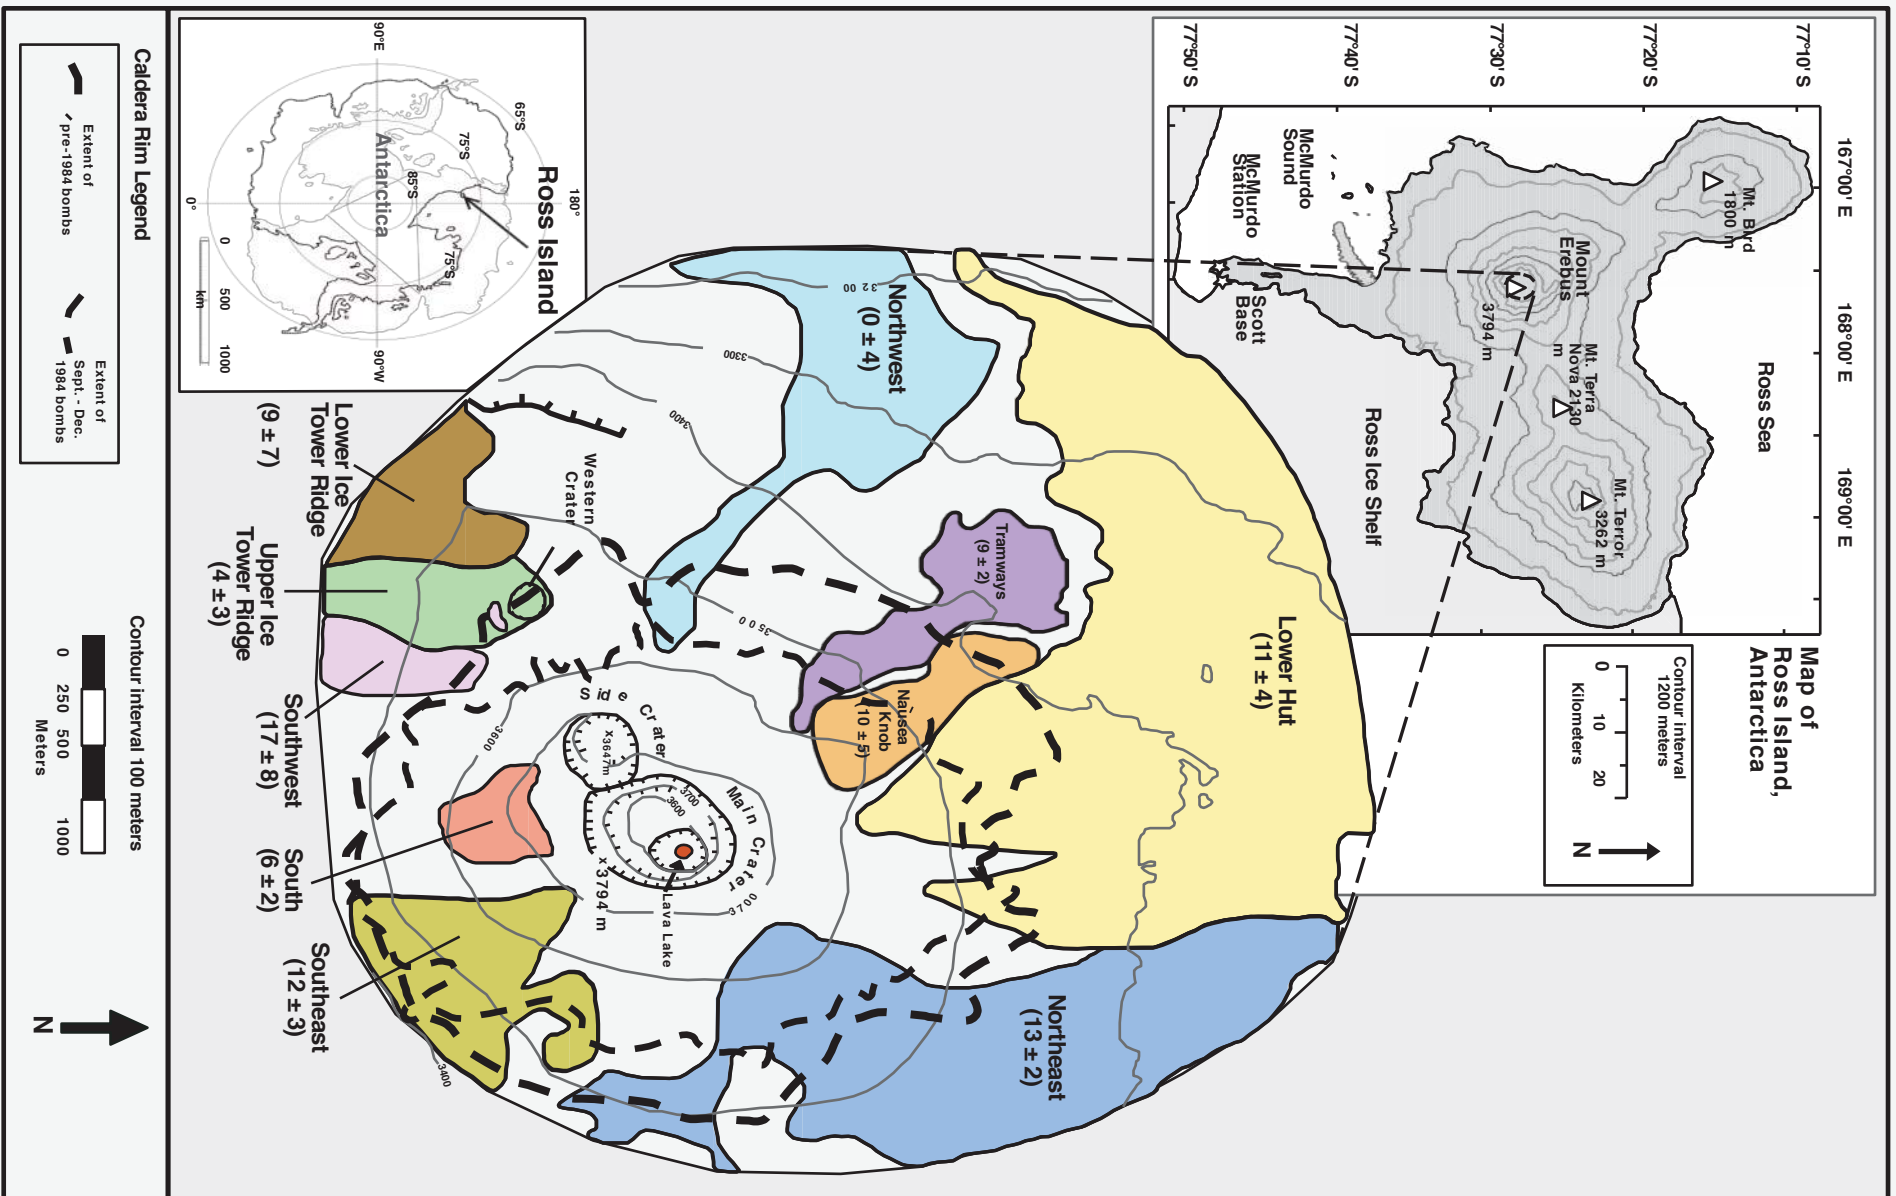 Map of
Ross Island,
Antarctica
Contour interval
1200 meters
0 10 20
Kilometers
N
167°00' E
168°00' E
169°00' E
77°10' S
77°20' S
77°30' S
77°40' S
77°50' S
Ross Sea
Mt. Bird
1800 m
Mount
Erebus
3794 m
Mt. Terra
Nova 2130
m
Mt. Terror
3262 m
McMurdo
Sound
McMurdo
Station
Scott
Base
Ross Ice Shelf
Lower Hut
(11 ± 4)
Northeast
(13 ± 2)
Tramways
(9 ± 2)
Nausea
Knob
(10 ± 5)
Northwest
(0 ± 4)
3200
3300
3400
3500
3600
3700
3400
Side Crater
x3647m
Main Crater
3700
3600
x3794 m
Lava Lake
Western
Crater
Lower Ice
Tower Ridge
(9 ± 7)
Upper Ice
Tower Ridge
(4 ± 3)
Southwest
(17 ± 8)
South
(6 ± 2)
Southeast
(12 ± 3)
Ross Island
180°
90°E
90°W
0°
65°S
75°S
85°S
75°S
Antarctica
0 500 1000
km
Caldera Rim Legend
Extent of
pre-1984 bombs
Extent of
Sept. - Dec.
1984 bombs
Contour interval 100 meters
0 250 500 1000
Meters
N